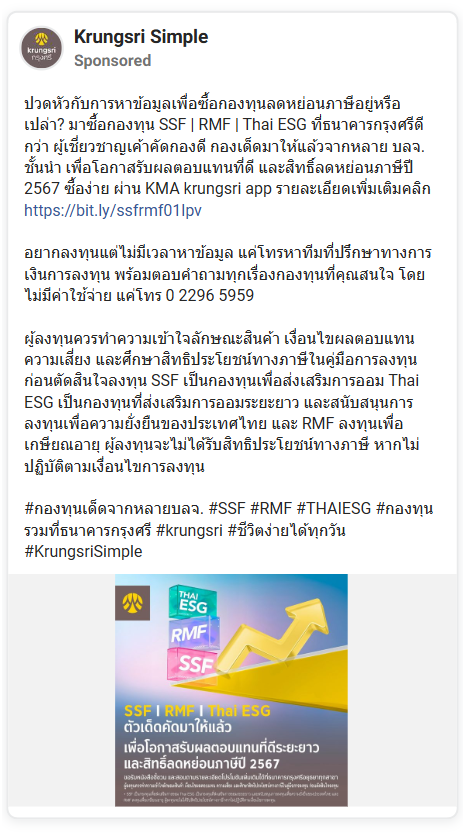 krungsri
กรุงศรี
Krungsri Simple
Sponsored
ปวดหัวกับการหาข้อมูลเพื่อซื้อกองทุนลดหย่อนภาษีอยู่หรือ
เปล่า? มาซื้อกองทุน SSF | RMF | Thai ESG ที่ธนาคารกรุงศรีดี
กว่า ผู้เชี่ยวชาญเค้าคัดกองดี กองเด็ดมาให้แล้วจากหลาย บลจ.
ชั้นนำ เพื่อโอกาสรับผลตอบแทนที่ดี และสิทธิ์ลดหย่อนภาษีปี
2567 ซื้อง่าย ผ่าน KMA krungsri app รายละเอียดเพิ่มเติมคลิก
https://bit.ly/ssfrmf01lpv
อยากลงทุนแต่ไม่มีเวลาหาข้อมูล แค่โทรหาทีมที่ปรึกษาทางการ
เงินการลงทุน พร้อมตอบคำถามทุกเรื่องกองทุนที่คุณสนใจ โดย
ไม่มีค่าใช้จ่าย แค่โทร 0 2296 5959
ผู้ลงทุนควรทำความเข้าใจลักษณะสินค้า เงื่อนไขผลตอบแทน
ความเสี่ยง และศึกษาสิทธิประโยชน์ทางภาษีในคู่มือการลงทุน
ก่อนตัดสินใจลงทุน SSF เป็นกองทุนเพื่อส่งเสริมการออม Thai
ESG เป็นกองทุนที่ส่งเสริมการออมระยะยาว และสนับสนุนการ
ลงทุนเพื่อความยั่งยืนของประเทศไทย และ RMF ลงทุนเพื่อ
เกษียณอายุ ผู้ลงทุนจะไม่ได้รับสิทธิประโยชน์ทางภาษี หากไม่
ปฏิบัติตามเงื่อนไขการลงทุน
#กองทุนเด็ดจากหลายบลจ. #SSF #RMF #THAIESG #กองทุน
รวมที่ธนาคารกรุงศรี #krungsri #ชีวิตง่ายได้ทุกวัน
#KrungsriSimple
THAI
ESG
RMF
SSF
SSF | RMF | Thai ESG
ตัวเด็ดคัดมาให้แล้ว
เพื่อโอกาสรับผลตอบแทนที่ดีระยะยาว
และสิทธิ์ลดหย่อนภาษีปี 2567